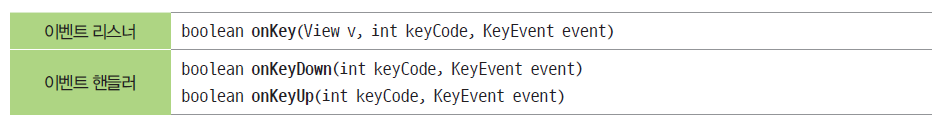 이벤트 리스너 boolean onKey(View v, int keyCode, KeyEvent event)
이벤트 핸들러 boolean onKeyDown(int keyCode, KeyEvent event)
boolean onKeyUp(int keyCode, KeyEvent event)